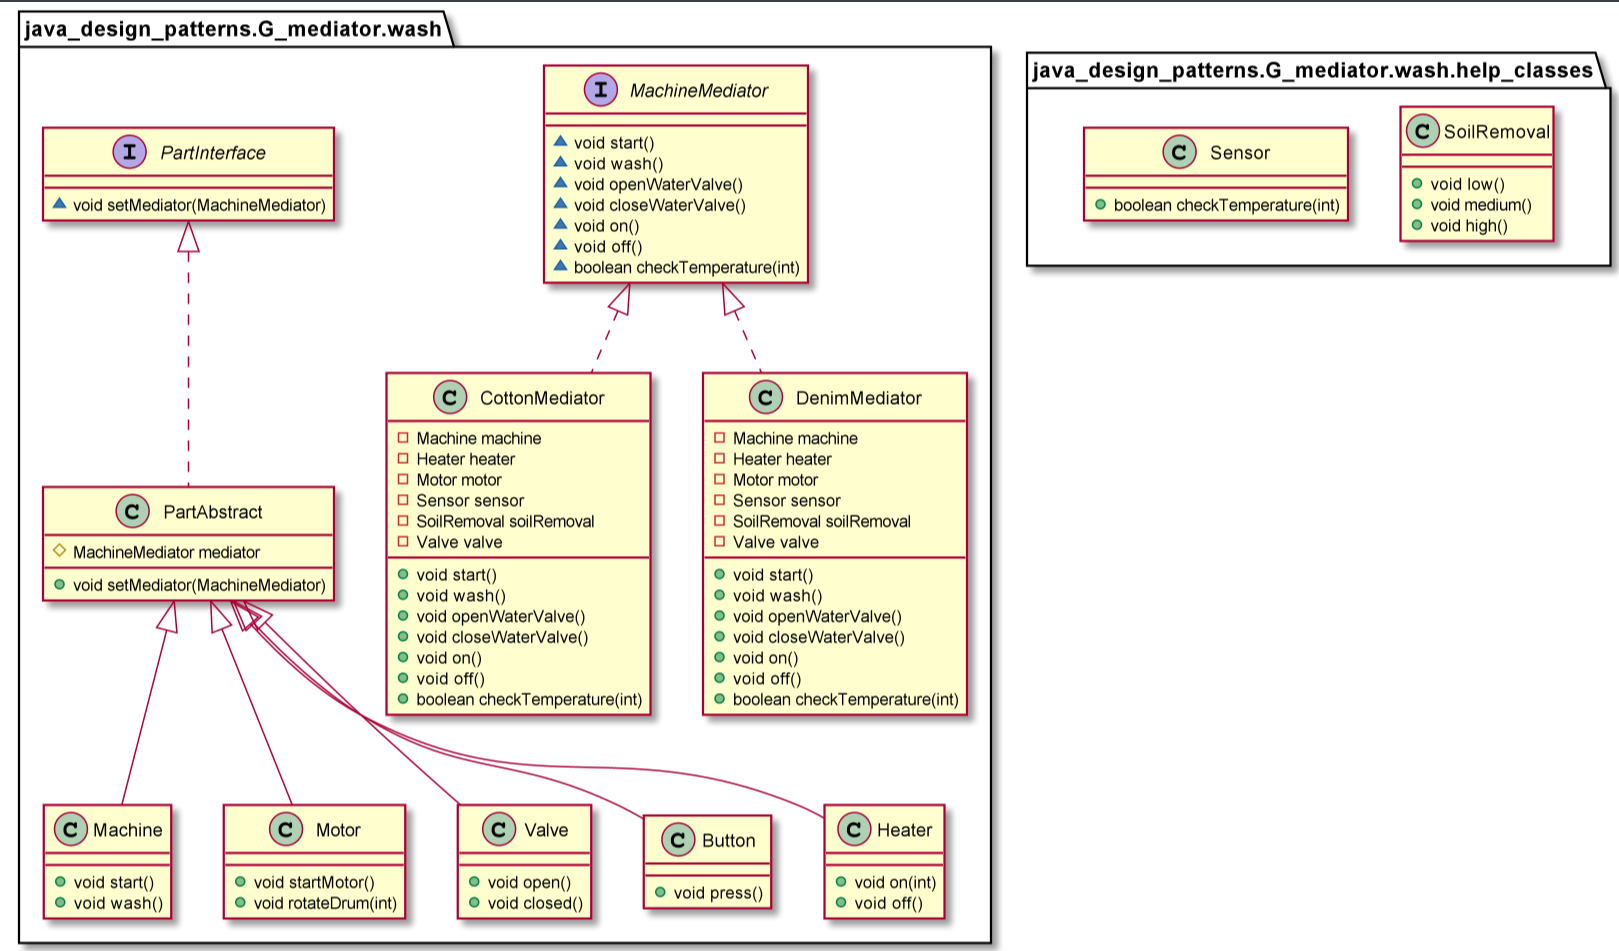 java_design_patterns.G_mediator.wash
I PartInterface
void setMediator(MachineMediator)
I MachineMediator
void start()
void wash()
void openWaterValve()
void closeWaterValve()
void on()
void off()
boolean checkTemperature(int)
C PartAbstract
MachineMediator mediator
void setMediator(MachineMediator)
C CottonMediator
Machine machine
Heater heater
Motor motor
Sensor sensor
SoilRemoval soilRemoval
Valve valve
void start()
void wash()
void openWaterValve()
void closeWaterValve()
void on()
void off()
boolean checkTemperature(int)
C DenimMediator
Machine machine
Heater heater
Motor motor
Sensor sensor
SoilRemoval soilRemoval
Valve valve
void start()
void wash()
void openWaterValve()
void closeWaterValve()
void on()
void off()
boolean checkTemperature(int)
C Machine
void start()
void wash()
C Motor
void startMotor()
void rotateDrum(int)
C Valve
void open()
void closed()
C Button
void press()
C Heater
void on(int)
void off()
java_design_patterns.G_mediator.wash.help_classes
C Sensor
boolean checkTemperature(int)
C SoilRemoval
void low()
void medium()
void high()